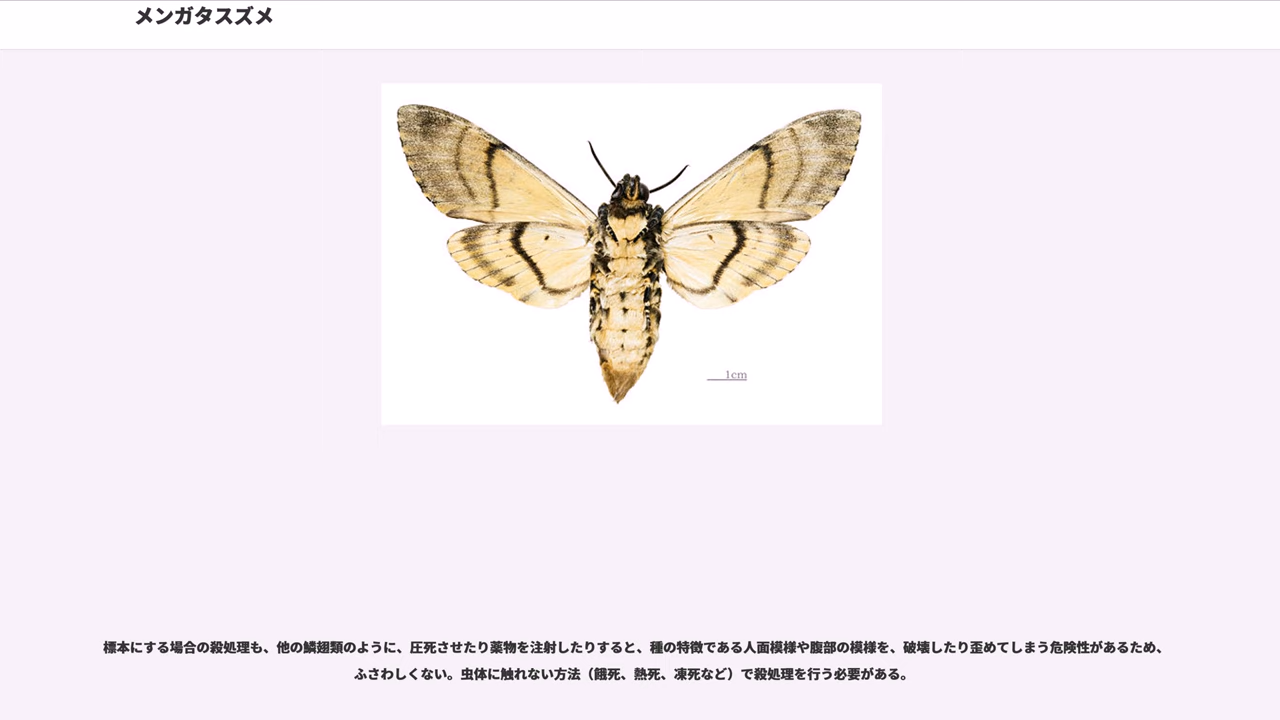 メンガタスズメ
1cm
標本にする場合の殺処理も、他の鱗翅類のように、圧死させたり薬物を注射したりすると、種の特徴である人面模様や腹部の模様を、破壊したり歪めてしまう危険性があるため、
ふさわしくない。虫体に触れない方法（餓死、熱死、凍死など）で殺処理を行う必要がある。